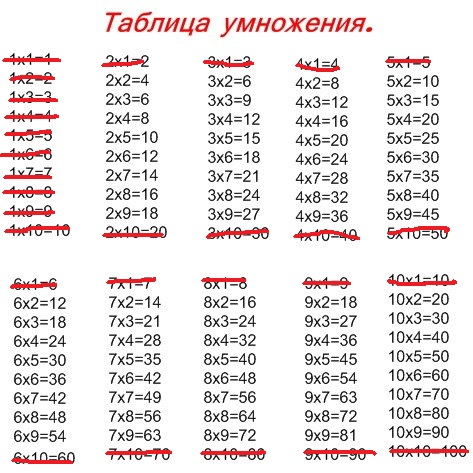 Таблица умножения.
1x1=1 2x1=2 3x1=3 4x1=4 5x1=5
1x2=2 2x2=4 3x2=6 4x2=8 5x2=10
1x3=3 2x3=6 3x3=9 4x3=12 5x3=15
1x4=4 2x4=8 3x4=12 4x4=16 5x4=20
1x5=5 2x5=10 3x5=15 4x5=20 5x5=25
1x6=6 2x6=12 3x6=18 4x6=24 5x6=30
1x7=7 2x7=14 3x7=21 4x7=28 5x7=35
1x8=8 2x8=16 3x8=24 4x8=32 5x8=40
1x9=9 2x9=18 3x9=27 4x9=36 5x9=45
1x10=10 2x10=20 3x10=30 4x10=40 5x10=50
6x1=6 7x1=7 8x1=8 9x1=9 10x1=10
6x2=12 7x2=14 8x2=16 9x2=18 10x2=20
6x3=18 7x3=21 8x3=24 9x3=27 10x3=30
6x4=24 7x4=28 8x4=32 9x4=36 10x4=40
6x5=30 7x5=35 8x5=40 9x5=45 10x5=50
6x6=36 7x6=42 8x6=48 9x6=54 10x6=60
6x7=42 7x7=49 8x7=56 9x7=63 10x7=70
6x8=48 7x8=56 8x8=64 9x8=72 10x8=80
6x9=54 7x9=63 8x9=72 9x9=81 10x9=90
6x10=60 7x10=70 8x10=80 9x10=90 10x10=100